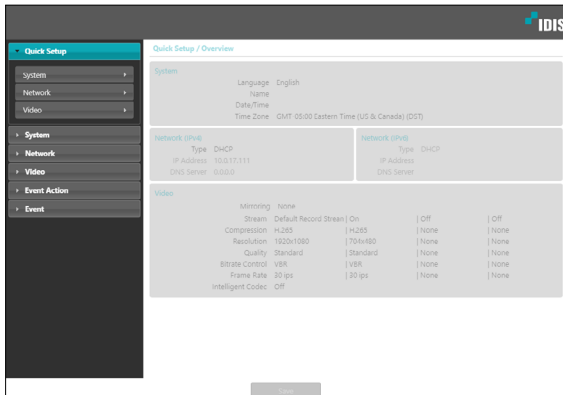 IDIS
Quick Setup
Quick Setup / Overview
System
Network
Video
System
Network
Video
Event Action
Event
System
Language English
Name
Date/Time
Time Zone GMT 05:00 Eastern Time (US & Canada) (DST)
Network (IPv4) Network (IPv6)
Type DHCP Type DHCP
IP Address 10.0.17.111 IP Address
DNS Server 0.0.0.0 DNS Server
Video
Mirroring None
Stream Default Record Stream | On | Off | Off
Compression H.265 | H.265 | None | None
Resolution 1920x1080 | 704x480 | None | None
Quality Standard | Standard | None | None
Bitrate Control VBR | VBR | None | None
Frame Rate 30 ips | 30 ips | None | None
Intelligent Codec Off
Save